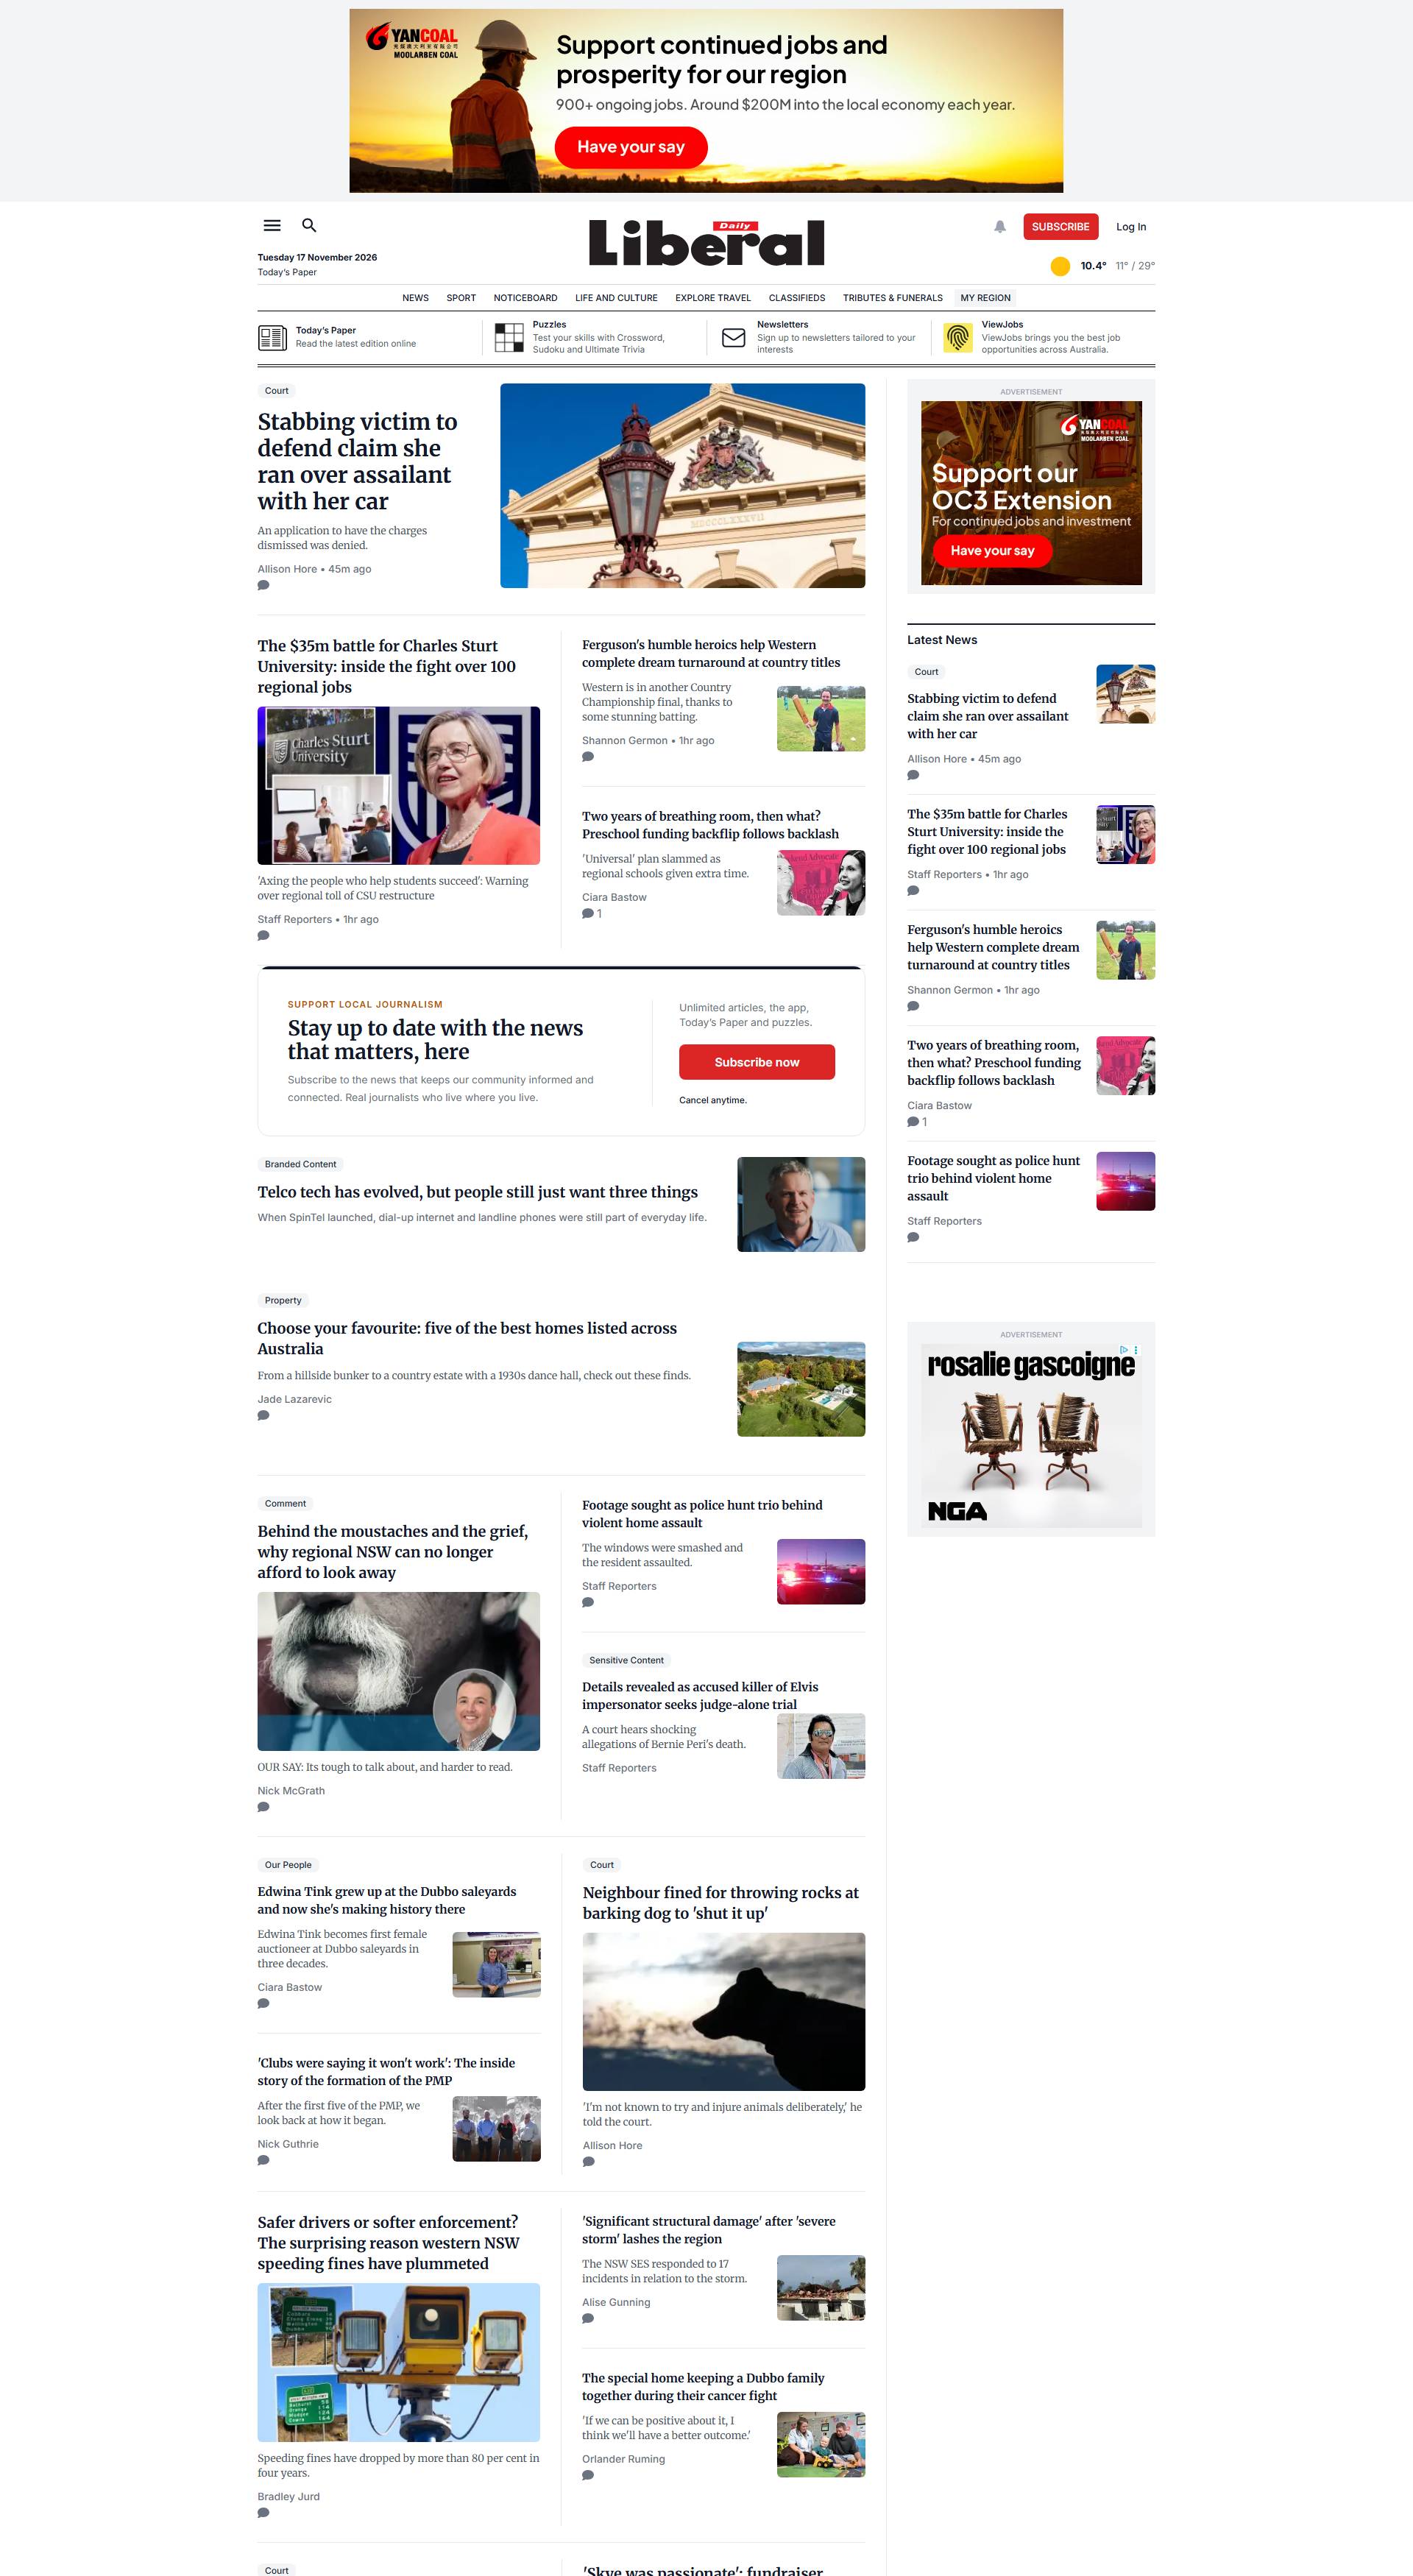 YANCOAL
MOOLARBEN COAL
Support continued jobs and
prosperity for our region
900+ ongoing jobs. Around $200M into the local economy each year.
Have your say
Daily
Liberal
SUBSCRIBE
Log In
Tuesday 17 November 2026
Today's Paper
10.4° 11° / 29°
NEWS SPORT NOTICEBOARD LIFE AND CULTURE EXPLORE TRAVEL CLASSIFIEDS TRIBUTES & FUNERALS MY REGION
Today's Paper
Read the latest edition online
Puzzles
Test your skills with Crossword,
Sudoku and Ultimate Trivia
Newsletters
Sign up to newsletters tailored to your
interests
ViewJobs
ViewJobs brings you the best job
opportunities across Australia.
Court
Stabbing victim to
defend claim she
ran over assailant
with her car
An application to have the charges
dismissed was denied.
Allison Hore • 45m ago
MDCCCLXXXVII
The $35m battle for Charles Sturt
University: inside the fight over 100
regional jobs
Charles Sturt
University
'Axing the people who help students succeed': Warning
over regional toll of CSU restructure
Staff Reporters • 1hr ago
Ferguson's humble heroics help Western
complete dream turnaround at country titles
Western is in another Country
Championship final, thanks to
some stunning batting.
Shannon Germon • 1hr ago
Two years of breathing room, then what?
Preschool funding backflip follows backlash
'Universal' plan slammed as
regional schools given extra time.
Ciara Bastow
1
SUPPORT LOCAL JOURNALISM
Stay up to date with the news
that matters, here
Subscribe to the news that keeps our community informed and
connected. Real journalists who live where you live.
Unlimited articles, the app,
Today's Paper and puzzles.
Subscribe now
Cancel anytime.
Branded Content
Telco tech has evolved, but people still just want three things
When SpinTel launched, dial-up internet and landline phones were still part of everyday life.
Property
Choose your favourite: five of the best homes listed across
Australia
From a hillside bunker to a country estate with a 1930s dance hall, check out these finds.
Jade Lazarevic
Comment
Behind the moustaches and the grief,
why regional NSW can no longer
afford to look away
OUR SAY: Its tough to talk about, and harder to read.
Nick McGrath
Footage sought as police hunt trio behind
violent home assault
The windows were smashed and
the resident assaulted.
Staff Reporters
Sensitive Content
Details revealed as accused killer of Elvis
impersonator seeks judge-alone trial
A court hears shocking
allegations of Bernie Peri's death.
Staff Reporters
Our People
Edwina Tink grew up at the Dubbo saleyards
and now she's making history there
Edwina Tink becomes first female
auctioneer at Dubbo saleyards in
three decades.
Ciara Bastow
'Clubs were saying it won't work': The inside
story of the formation of the PMP
After the first five of the PMP, we
look back at how it began.
Nick Guthrie
Court
Neighbour fined for throwing rocks at
barking dog to 'shut it up'
'I'm not known to try and injure animals deliberately,' he
told the court.
Allison Hore
Safer drivers or softer enforcement?
The surprising reason western NSW
speeding fines have plummeted
Speeding fines have dropped by more than 80 per cent in
four years.
Bradley Jurd
'Significant structural damage' after 'severe
storm' lashes the region
The NSW SES responded to 17
incidents in relation to the storm.
Alise Gunning
The special home keeping a Dubbo family
together during their cancer fight
'If we can be positive about it, I
think we'll have a better outcome.'
Orlander Ruming
Court
'Skye was passionate': fundraiser
ADVERTISEMENT
YANCOAL
MOOLARBEN COAL
Support our
OC3 Extension
For continued jobs and investment
Have your say
Latest News
Court
Stabbing victim to defend
claim she ran over assailant
with her car
Allison Hore • 45m ago
The $35m battle for Charles
Sturt University: inside the
fight over 100 regional jobs
Staff Reporters • 1hr ago
Ferguson's humble heroics
help Western complete dream
turnaround at country titles
Shannon Germon • 1hr ago
Two years of breathing room,
then what? Preschool funding
backflip follows backlash
Ciara Bastow
1
Footage sought as police hunt
trio behind violent home
assault
Staff Reporters
ADVERTISEMENT
rosalie gascoigne
NGA